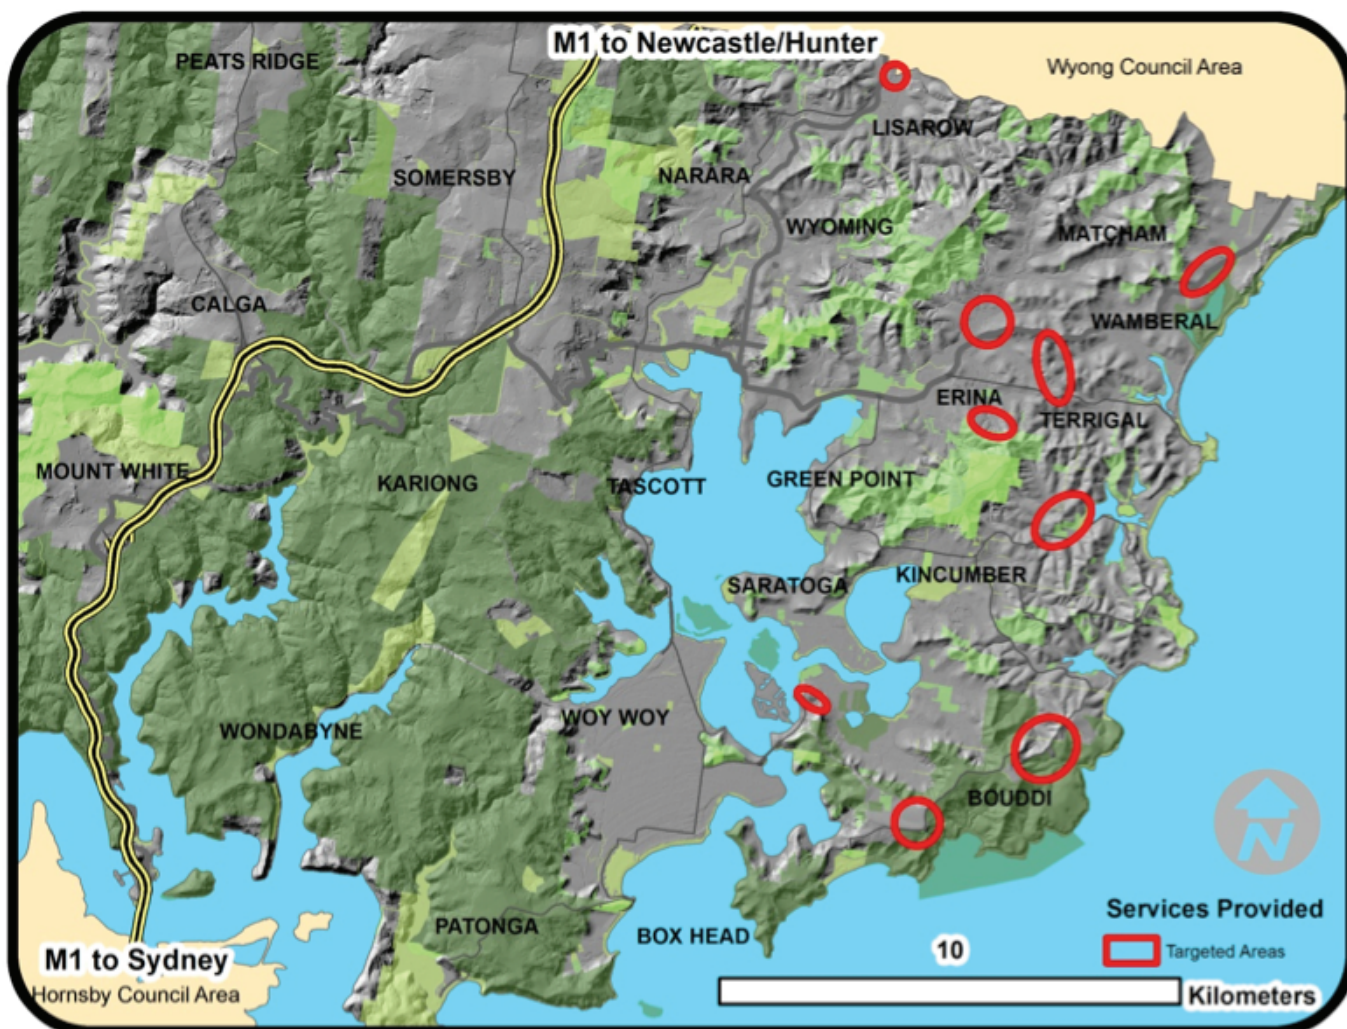 M1 to Newcastle/Hunter
PEATS RIDGE
Wyong Council Area
LISAROW
SOMERSBY
NARARA
WYOMING
MATCHAM
CALGA
WAMBERAL
ERINA
TERRIGAL
MOUNT WHITE
KARIONG
TASCOTT
GREEN POINT
SARATOGA
KINCUMBER
WONDABYNE
WOY WOY
BOUDDI
N
PATONGA
BOX HEAD
Services Provided
Targeted Areas
M1 to Sydney
Hornsby Council Area
10
Kilometers